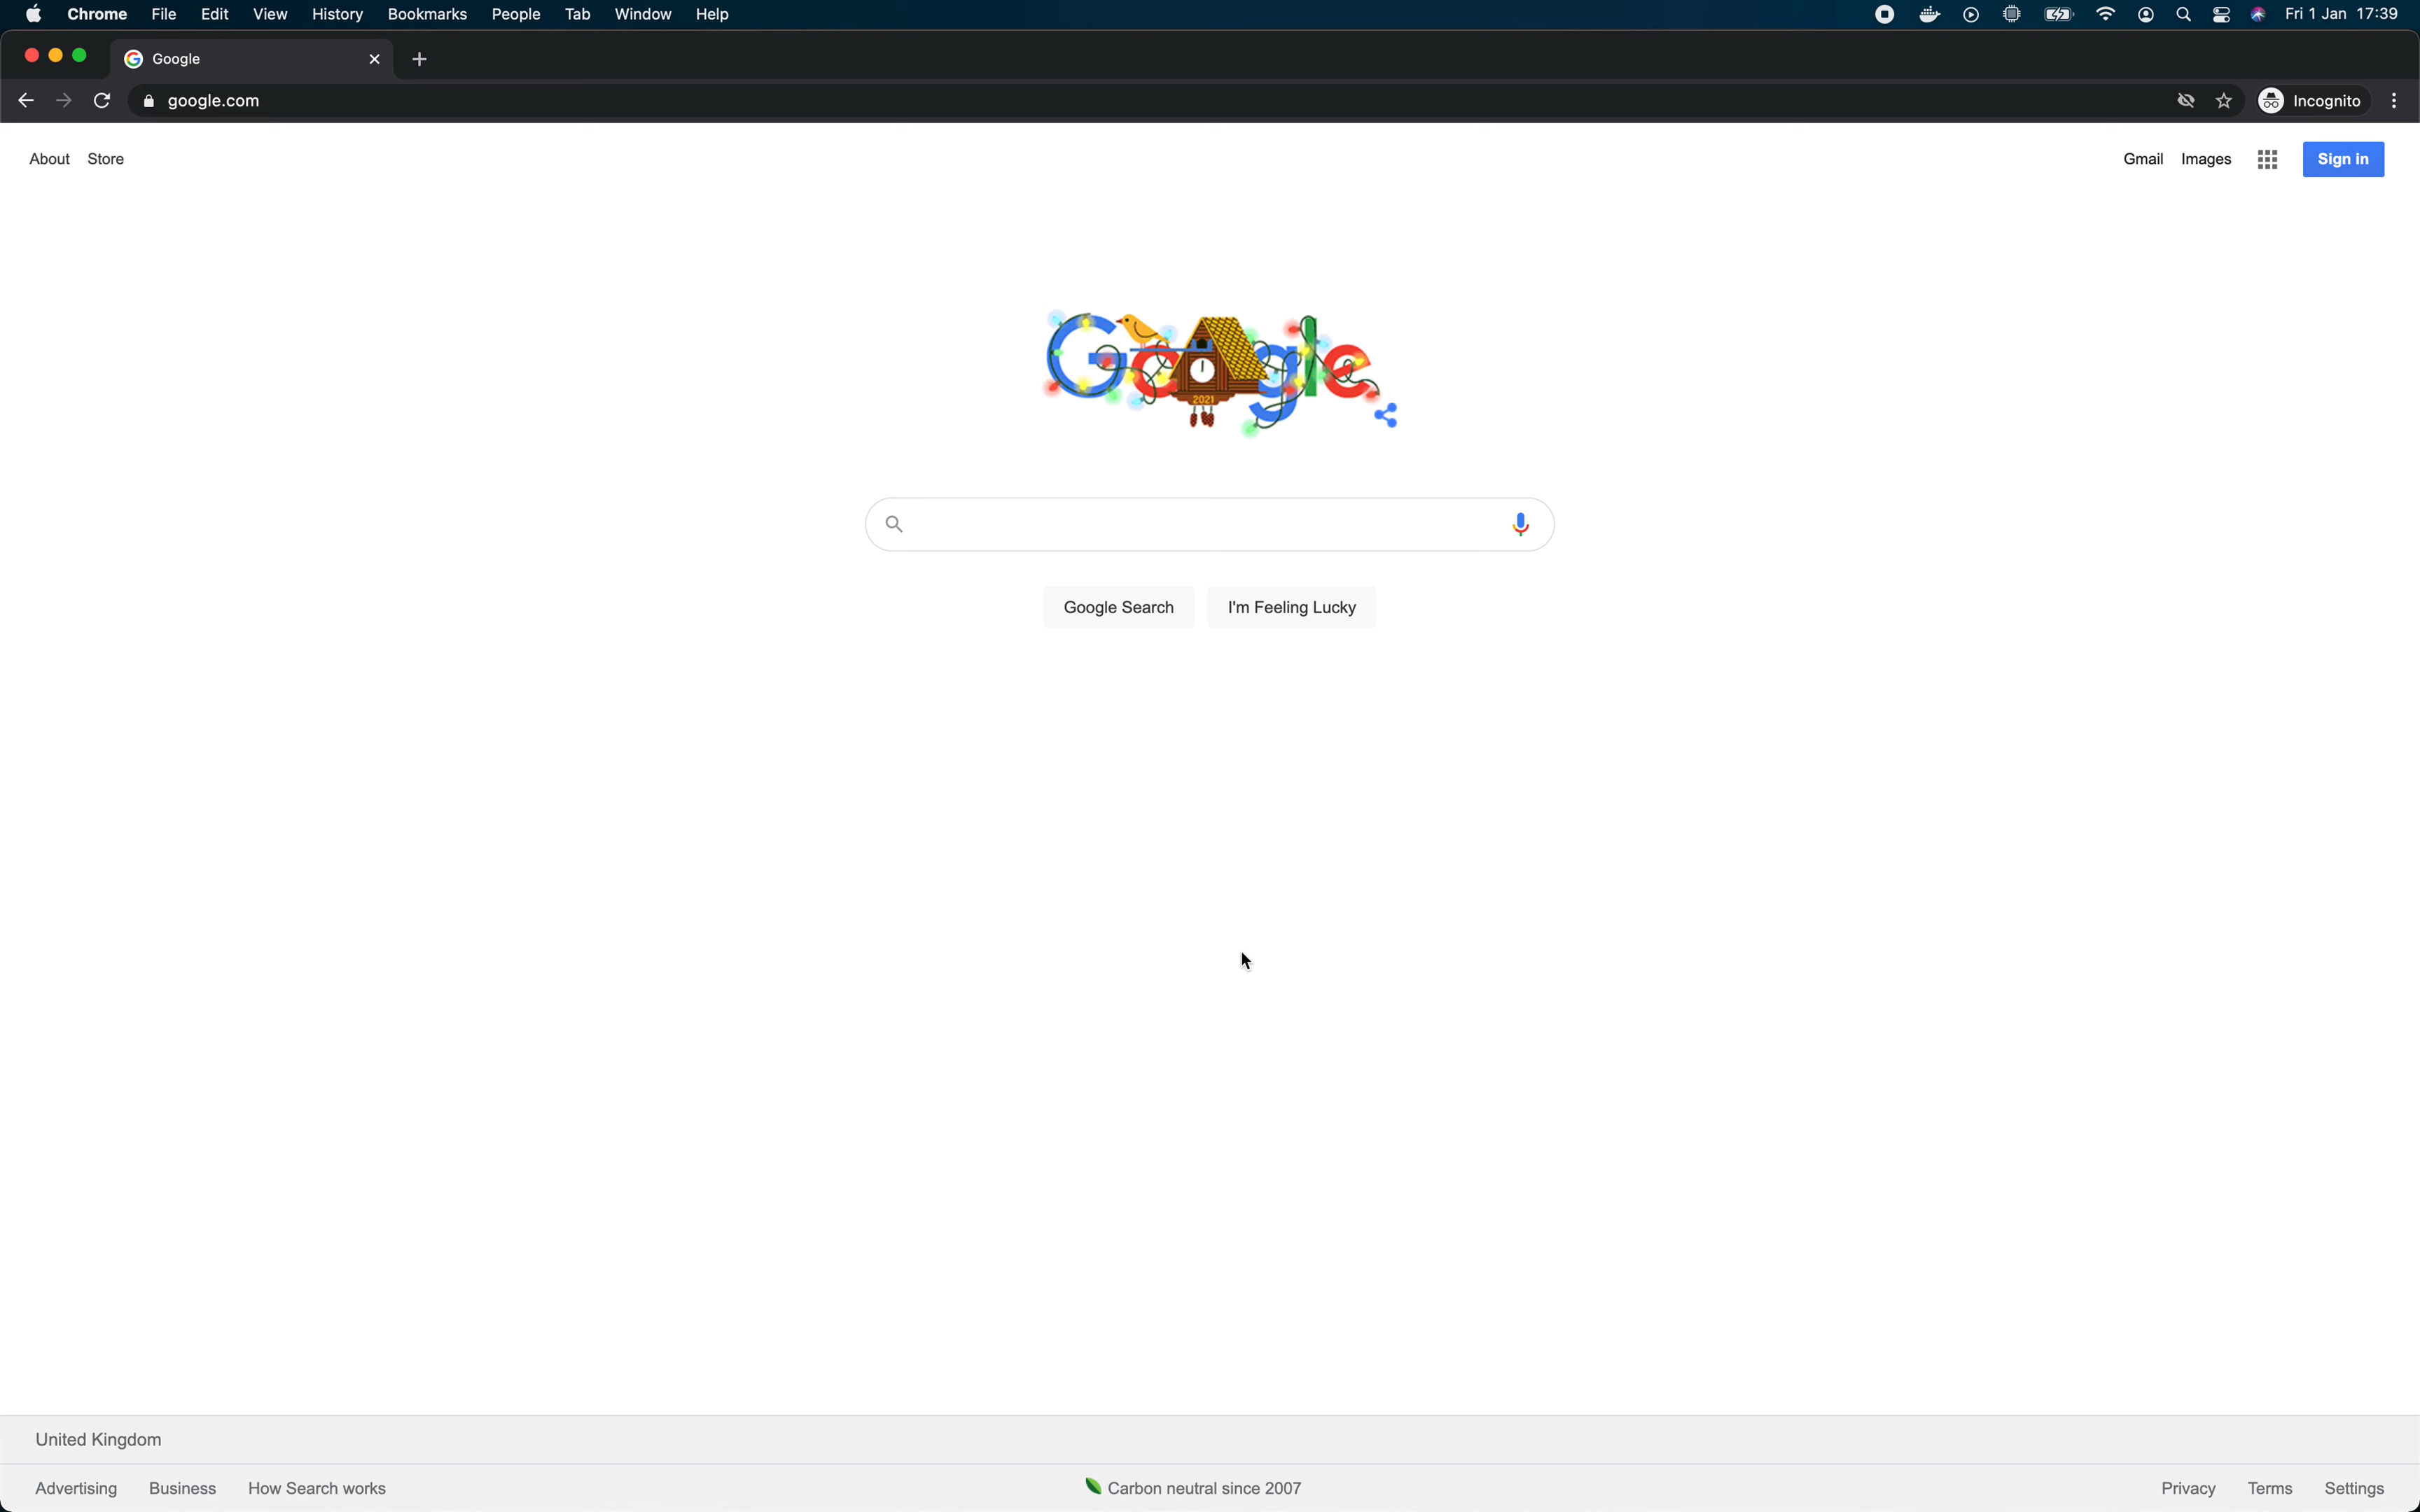 Chrome File Edit View History Bookmarks People Tab Window Help Fri 1 Jan 17:39
Google
google.com Incognito
About Store Gmail Images Sign in
Google
2021
Google Search I'm Feeling Lucky
United Kingdom
Advertising Business How Search works Carbon neutral since 2007 Privacy Terms Settings